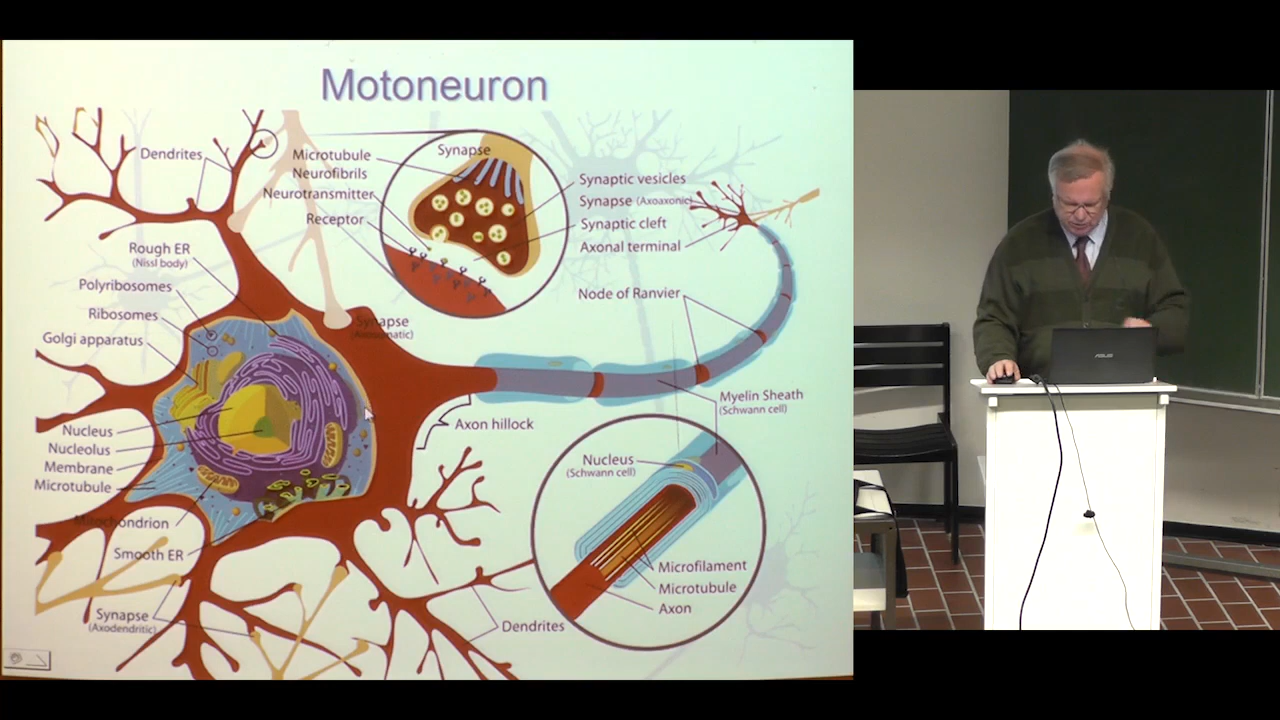 Motoneuron
Dendrites
Microtubule
Neurofibrils
Neurotransmitter
Receptor
Synapse
Synaptic vesicles
Synapse (Axoaxonic)
Synaptic cleft
Axonal terminal
Rough ER
(Nissl body)
Polyribosomes
Ribosomes
Golgi apparatus
Synapse
(Axosomatic)
Node of Ranvier
Myelin Sheath
(Schwann cell)
Axon hillock
Nucleus
Nucleolus
Membrane
Microtubule
Mitochondrion
Smooth ER
Synapse
(Axodendritic)
Nucleus
(Schwann cell)
Microfilament
Microtubule
Axon
Dendrites
ASUS